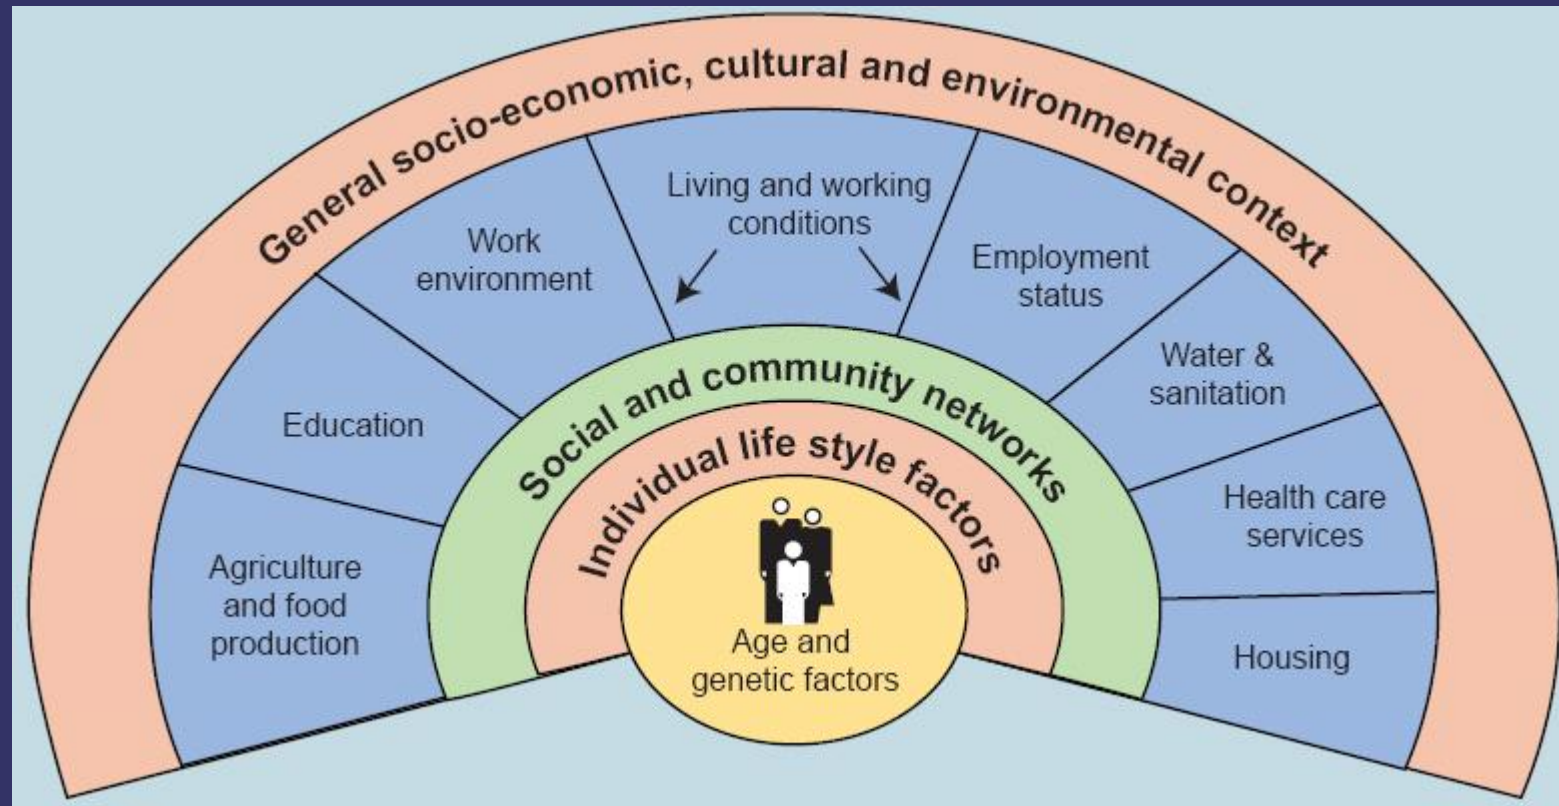 General socio-economic, cultural and environmental context
Living and working
conditions
Work
environment
Employment
status
Education
Water &
sanitation
Agriculture
and food
production
Health care
services
Housing
Social and community networks
Individual life style factors
Age and
genetic factors